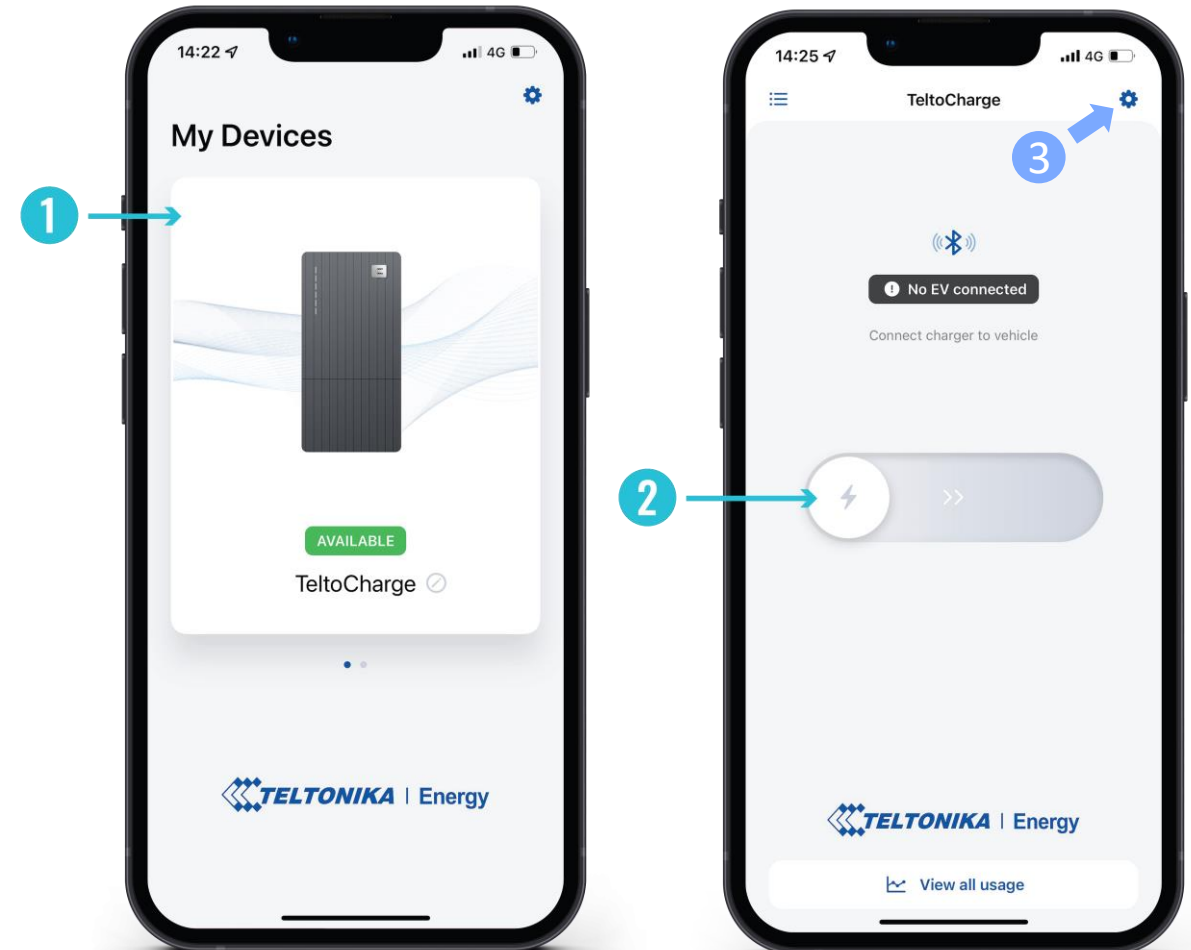 14:22
4G
My Devices
1
AVAILABLE
TeltoCharge
TELTONIKA | Energy
14:25
4G
TeltoCharge
3
No EV connected
Connect charger to vehicle
2
TELTONIKA | Energy
View all usage